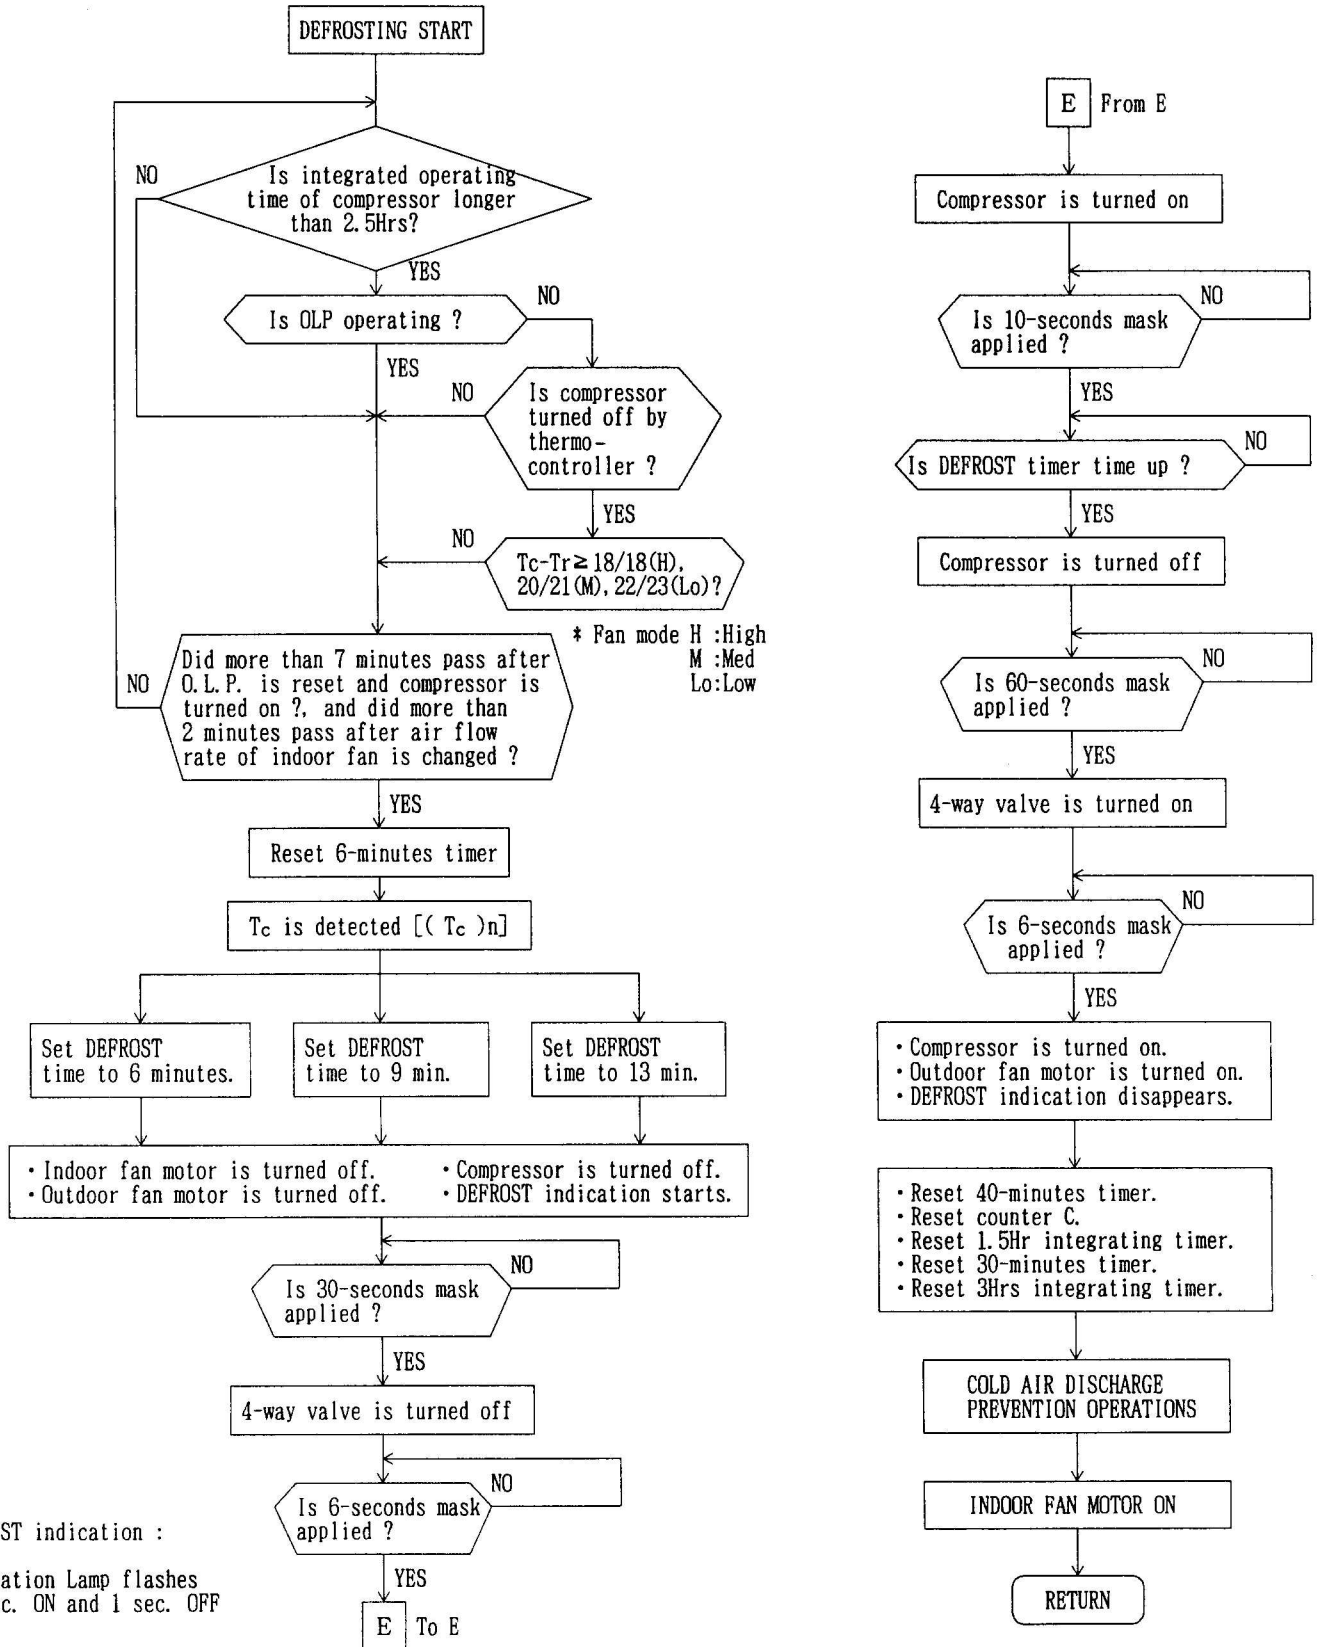 DEFROSTING START
NO
Is integrated operating
time of compressor longer
than 2.5Hrs?
YES
Is OLP operating ?
NO
YES
NO
Is compressor
turned off by
thermo-
controller ?
YES
NO
Tc-Tr≥18/18(H),
20/21(M), 22/23(Lo)?
* Fan mode H :High
M :Med
Lo:Low
NO
Did more than 7 minutes pass after
O.L.P. is reset and compressor is
turned on ?, and did more than
2 minutes pass after air flow
rate of indoor fan is changed ?
YES
Reset 6-minutes timer
Tc is detected [( Tc )n]
Set DEFROST
time to 6 minutes.
Set DEFROST
time to 9 min.
Set DEFROST
time to 13 min.
・Indoor fan motor is turned off.
・Outdoor fan motor is turned off.
・Compressor is turned off.
・DEFROST indication starts.
NO
Is 30-seconds mask
applied ?
YES
4-way valve is turned off
NO
Is 6-seconds mask
applied ?
YES
E To E
ST indication :
ation Lamp flashes
c. ON and 1 sec. OFF
E From E
Compressor is turned on
NO
Is 10-seconds mask
applied ?
YES
NO
Is DEFROST timer time up ?
YES
Compressor is turned off
NO
Is 60-seconds mask
applied ?
YES
4-way valve is turned on
NO
Is 6-seconds mask
applied ?
YES
・Compressor is turned on.
・Outdoor fan motor is turned on.
・DEFROST indication disappears.
・Reset 40-minutes timer.
・Reset counter C.
・Reset 1.5Hr integrating timer.
・Reset 30-minutes timer.
・Reset 3Hrs integrating timer.
COLD AIR DISCHARGE
PREVENTION OPERATIONS
INDOOR FAN MOTOR ON
RETURN